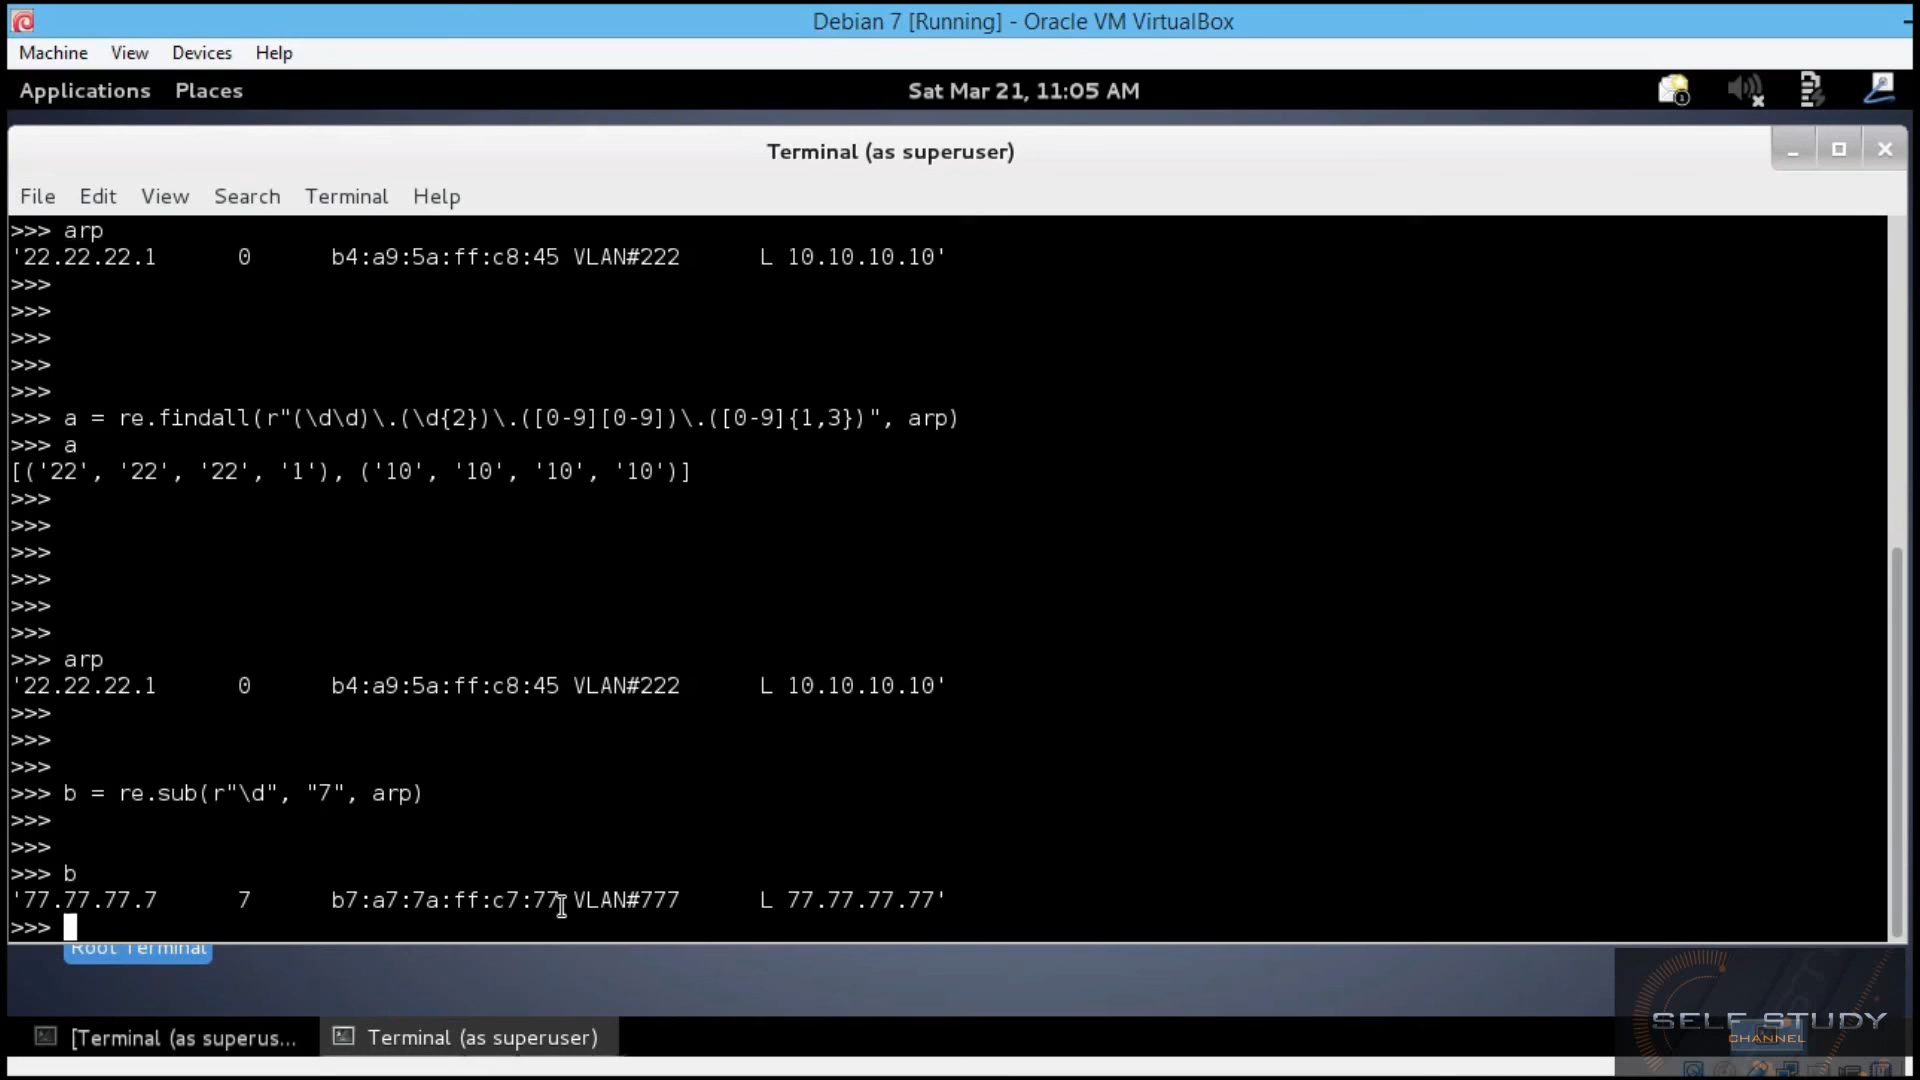 Debian 7 [Running] - Oracle VM VirtualBox
Machine View Devices Help
Applications Places Sat Mar 21, 11:05 AM
Terminal (as superuser)
File Edit View Search Terminal Help
>>> arp
'22.22.22.1      0      b4:a9:5a:ff:c8:45 VLAN#222      L 10.10.10.10'
>>>
>>>
>>>
>>>
>>>
>>> a = re.findall(r"(\d\d)\.(\d{2})\.([0-9][0-9])\.([0-9]{1,3})", arp)
>>> a
[('22', '22', '22', '1'), ('10', '10', '10', '10')]
>>>
>>>
>>>
>>>
>>>
>>>
>>> arp
'22.22.22.1      0      b4:a9:5a:ff:c8:45 VLAN#222      L 10.10.10.10'
>>>
>>>
>>>
>>> b = re.sub(r"\d", "7", arp)
>>>
>>>
>>> b
'77.77.77.7      7      b7:a7:7a:ff:c7:77 VLAN#777      L 77.77.77.77'
>>>
Root Terminal
[Terminal (as superus... Terminal (as superuser)
SELF STUDY
CHANNEL